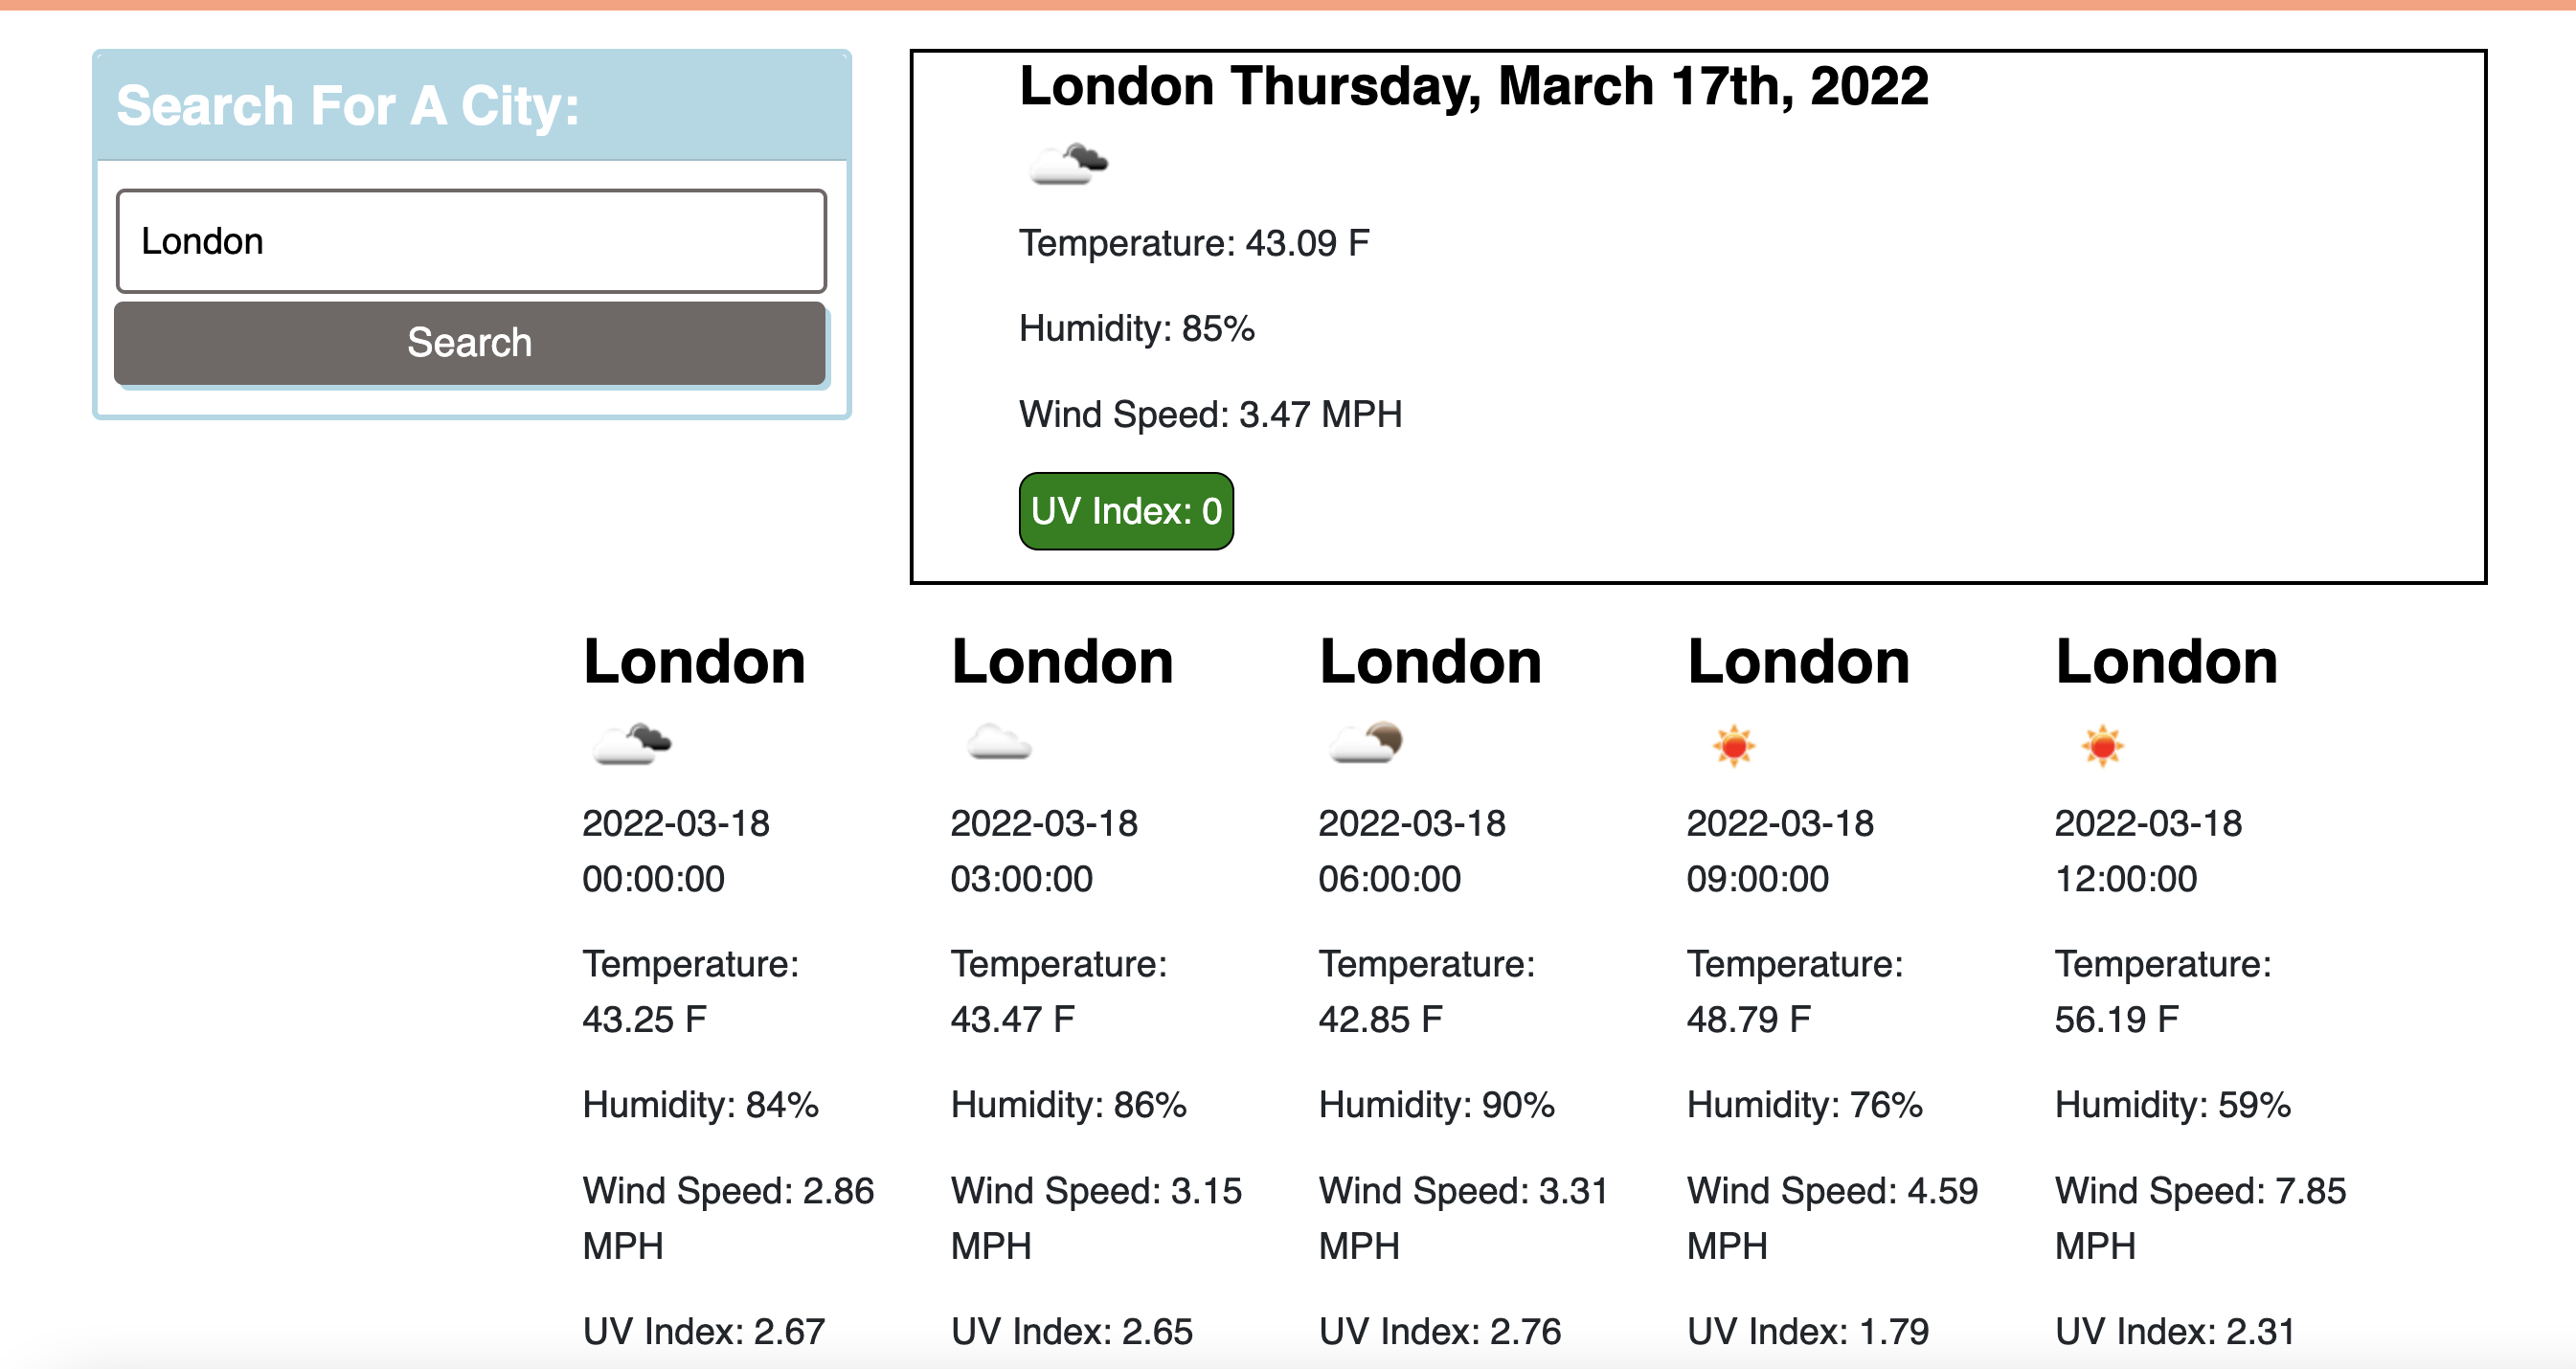 Search For A City:
London
Search
London Thursday, March 17th, 2022
Temperature: 43.09 F
Humidity: 85%
Wind Speed: 3.47 MPH
UV Index: 0
London
2022-03-18
00:00:00
Temperature:
43.25 F
Humidity: 84%
Wind Speed: 2.86
MPH
UV Index: 2.67
London
2022-03-18
03:00:00
Temperature:
43.47 F
Humidity: 86%
Wind Speed: 3.15
MPH
UV Index: 2.65
London
2022-03-18
06:00:00
Temperature:
42.85 F
Humidity: 90%
Wind Speed: 3.31
MPH
UV Index: 2.76
London
2022-03-18
09:00:00
Temperature:
48.79 F
Humidity: 76%
Wind Speed: 4.59
MPH
UV Index: 1.79
London
2022-03-18
12:00:00
Temperature:
56.19 F
Humidity: 59%
Wind Speed: 7.85
MPH
UV Index: 2.31